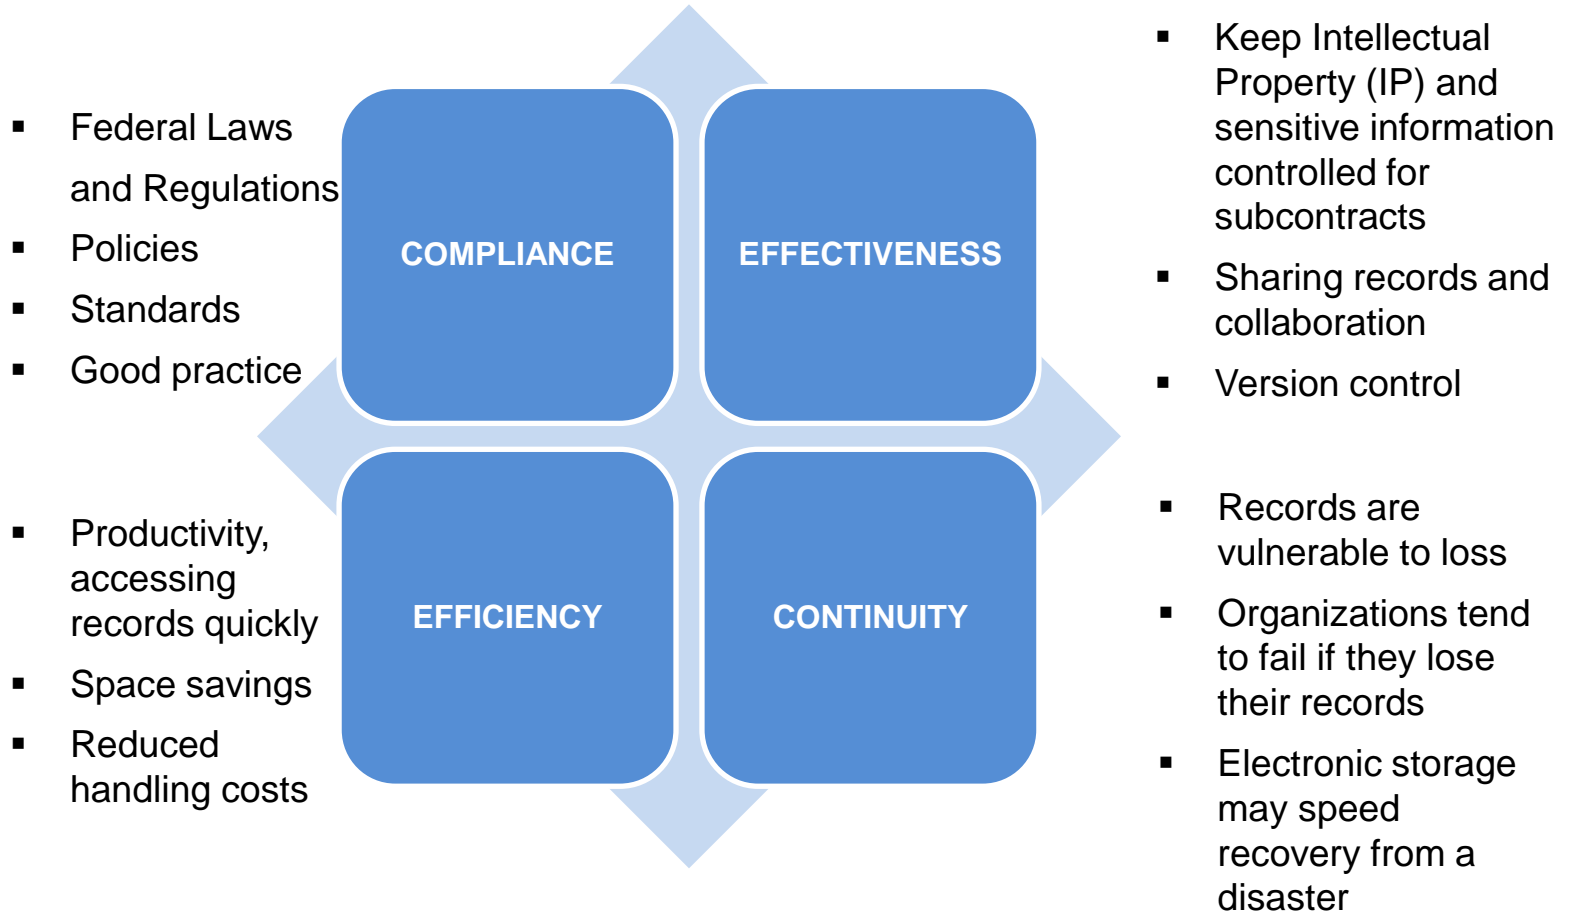 ▪ Federal Laws
and Regulations
▪ Policies
▪ Standards
▪ Good practice
COMPLIANCE
EFFECTIVENESS
▪ Keep Intellectual
Property (IP) and
sensitive information
controlled for
subcontracts
▪ Sharing records and
collaboration
▪ Version control
▪ Productivity,
accessing
records quickly
▪ Space savings
▪ Reduced
handling costs
EFFICIENCY
CONTINUITY
▪ Records are
vulnerable to loss
▪ Organizations tend
to fail if they lose
their records
▪ Electronic storage
may speed
recovery from a
disaster